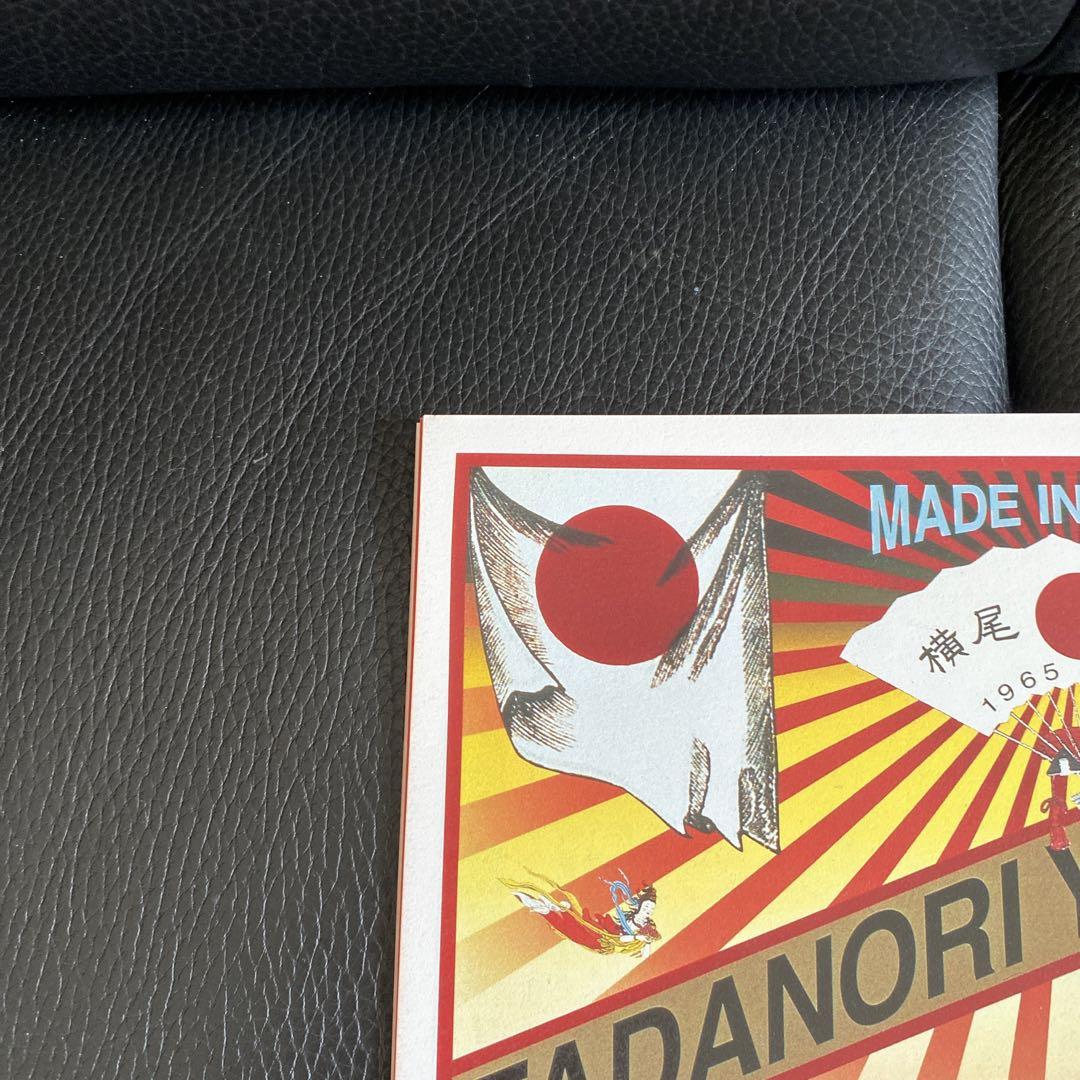 MADE IN
横尾
1965
TADANORI Y